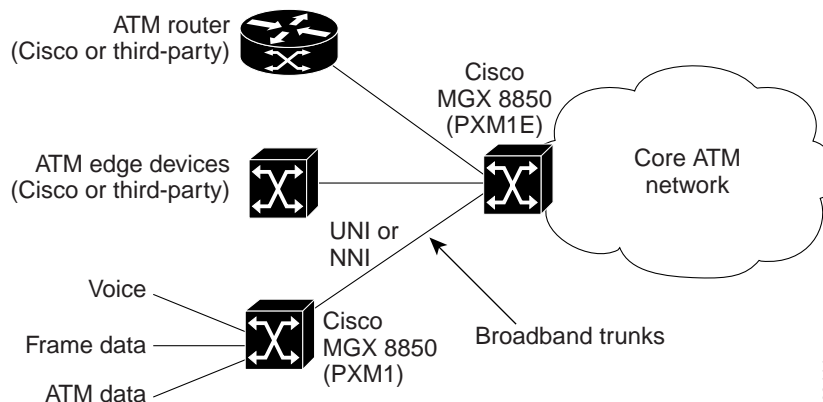 ATM router
(Cisco or third-party)
Cisco
MGX 8850
(PXM1E)
ATM edge devices
(Cisco or third-party)
Core ATM
network
UNI or
NNI
Voice
Frame data
ATM data
Cisco
MGX 8850
(PXM1)
Broadband trunks